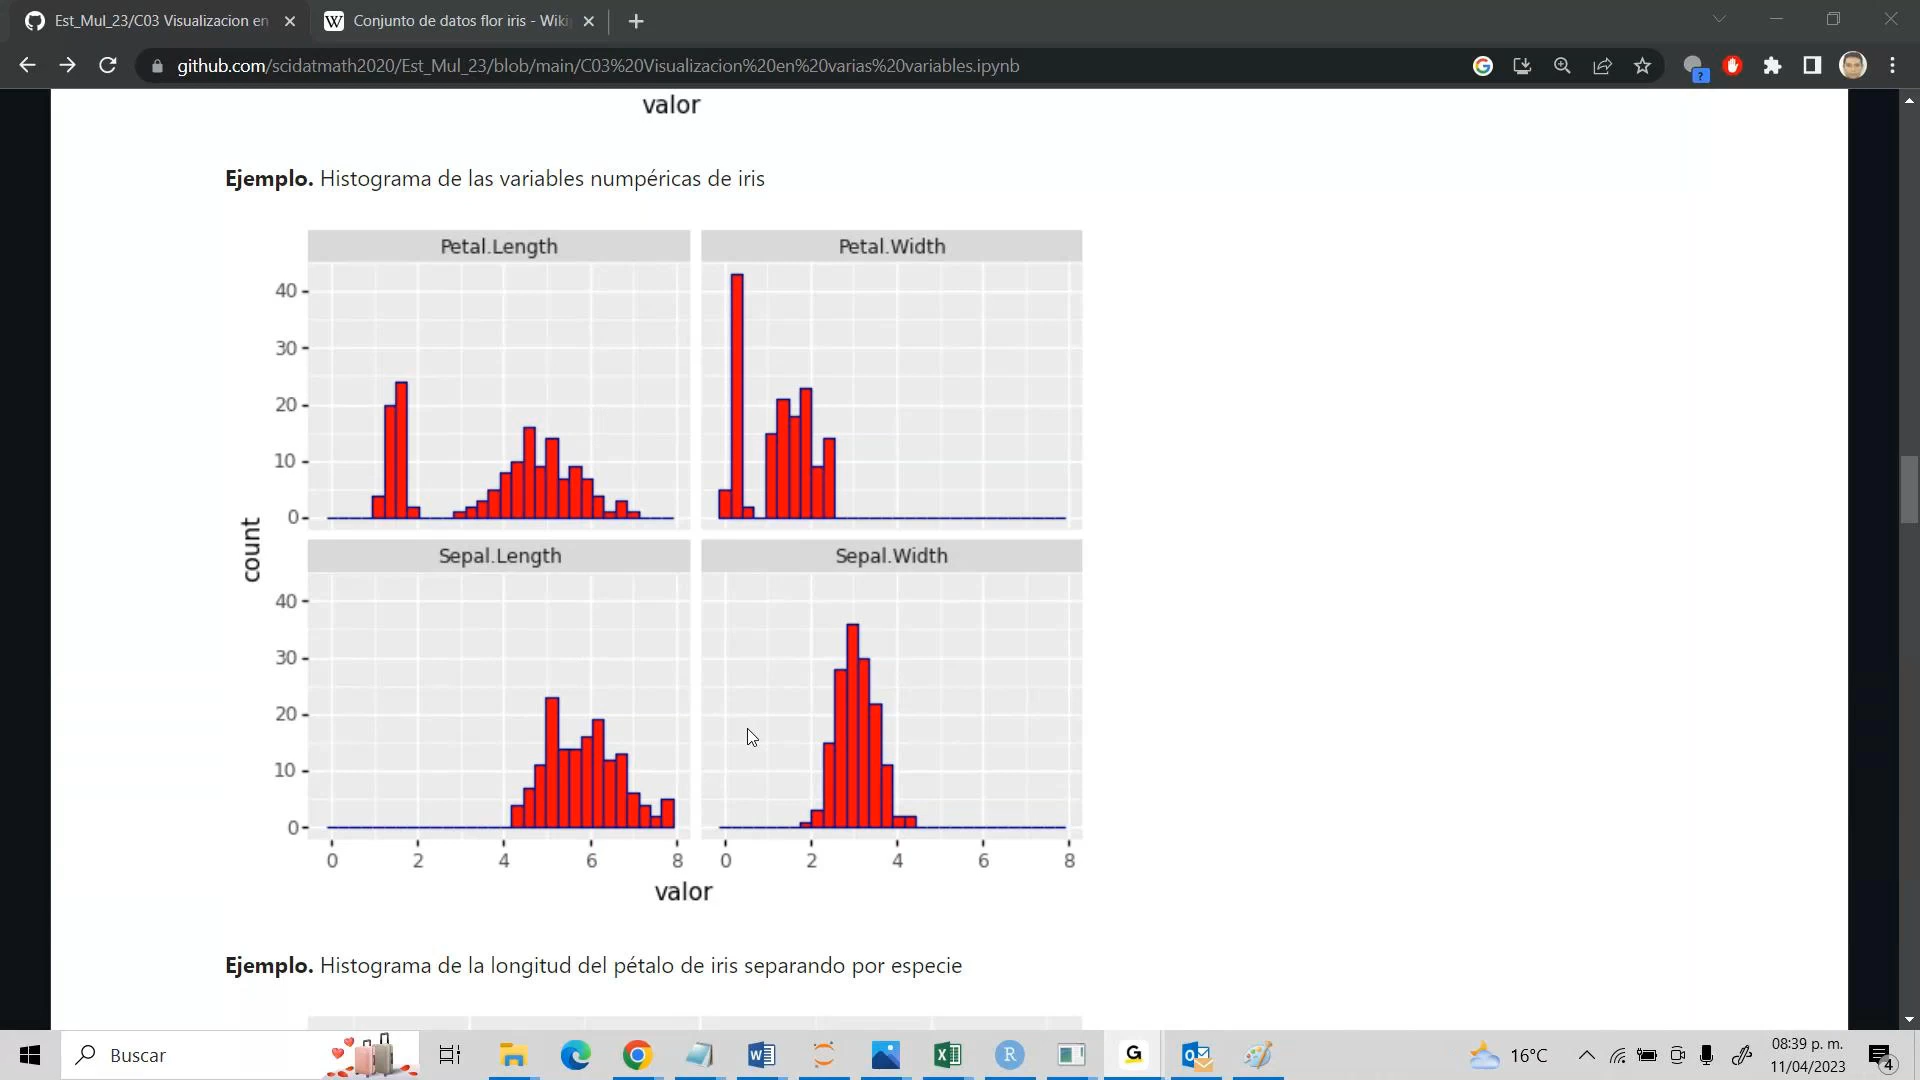 Est_Mul_23/C03 Visualizacion en
Conjunto de datos flor iris - Wiki
github.com/scidatmath2020/Est_Mul_23/blob/main/C03%20Visualizacion%20en%20varias%20variables.ipynb
valor
Ejemplo. Histograma de las variables numpéricas de iris
Petal.Length Petal.Width
40
30
20
10
0
count
Sepal.Length Sepal.Width
40
30
20
10
0
0 2 4 6 8 0 2 4 6 8
valor
Ejemplo. Histograma de la longitud del pétalo de iris separando por especie
Buscar
16°C
08:39 p. m.
11/04/2023
4